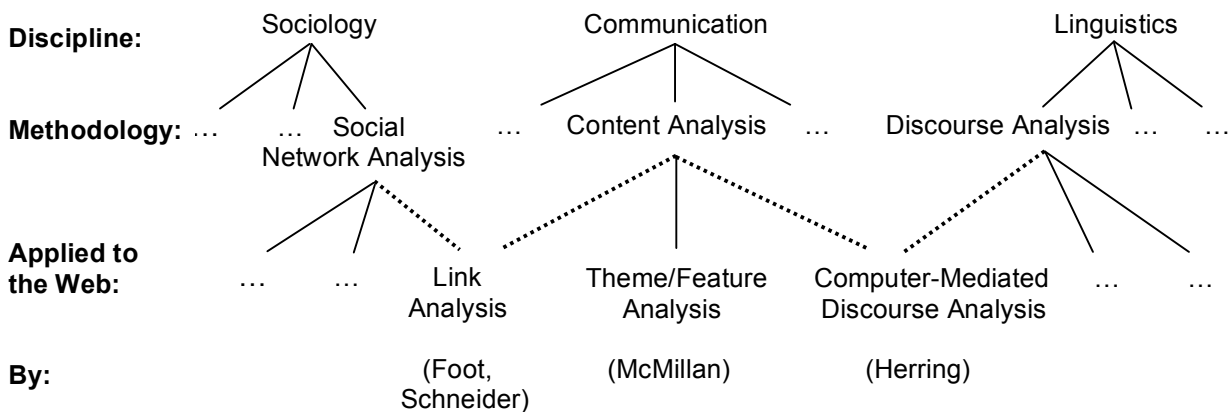 Discipline: Sociology Communication Linguistics
Methodology: … … Social … Content Analysis … Discourse Analysis … …
Network Analysis
Applied to
the Web: … … Link Theme/Feature Computer-Mediated … …
Analysis Analysis Discourse Analysis
By: (Foot, (McMillan) (Herring)
Schneider)